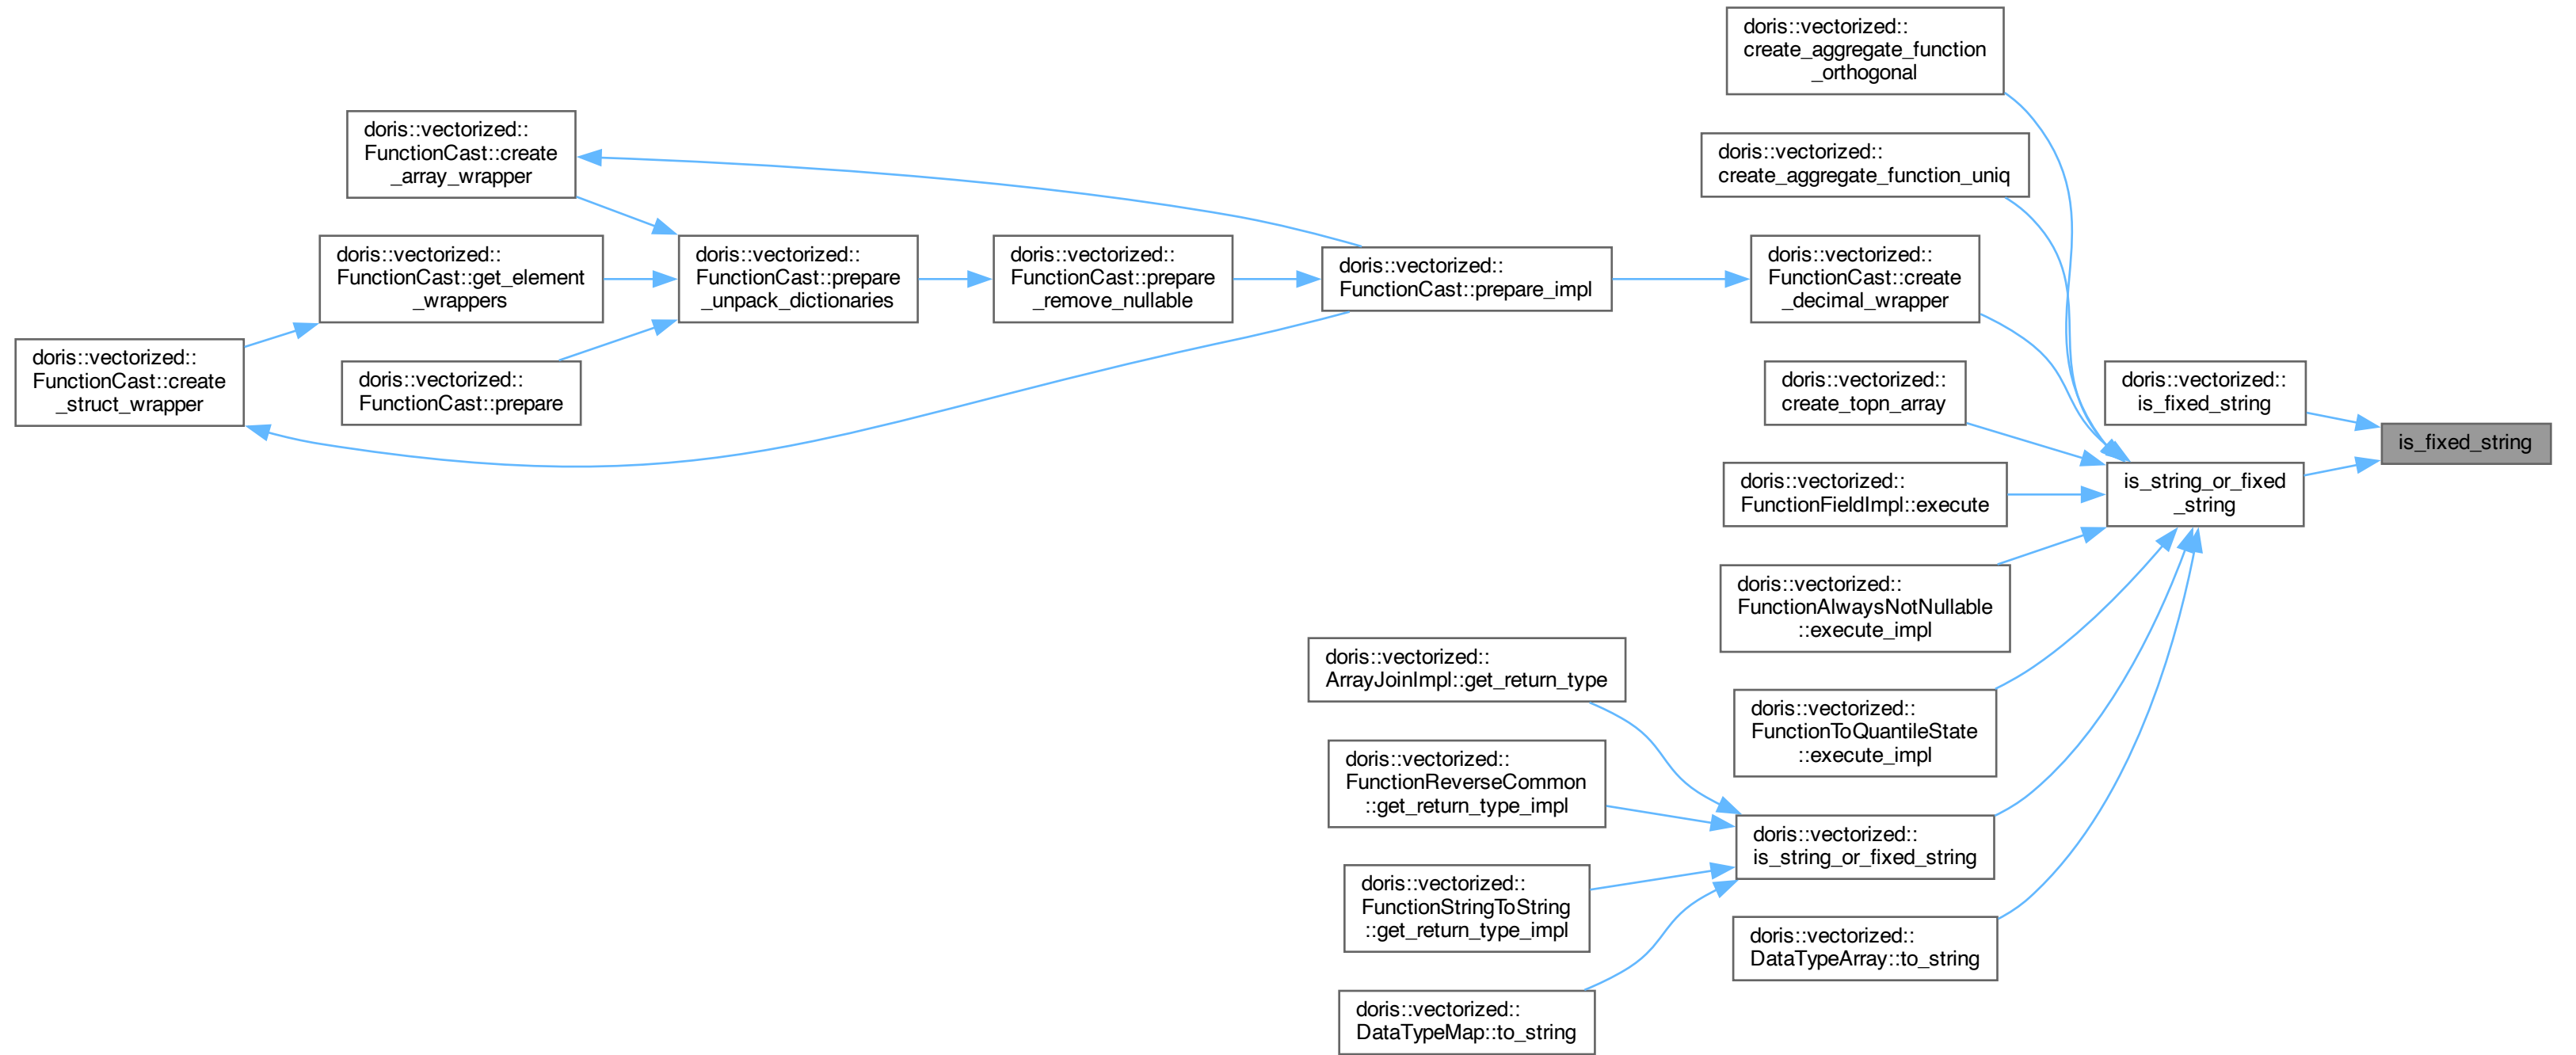 doris::vectorized::
create_aggregate_function
_orthogonal
doris::vectorized::
FunctionCast::create
_array_wrapper
doris::vectorized::
create_aggregate_function_uniq
doris::vectorized::
FunctionCast::get_element
_wrappers
doris::vectorized::
FunctionCast::prepare
_unpack_dictionaries
doris::vectorized::
FunctionCast::prepare
_remove_nullable
doris::vectorized::
FunctionCast::prepare_impl
doris::vectorized::
FunctionCast::create
_decimal_wrapper
doris::vectorized::
FunctionCast::create
_struct_wrapper
doris::vectorized::
FunctionCast::prepare
doris::vectorized::
create_topn_array
doris::vectorized::
is_fixed_string
is_fixed_string
doris::vectorized::
FunctionFieldImpl::execute
is_string_or_fixed
_string
doris::vectorized::
FunctionAlwaysNotNullable
::execute_impl
doris::vectorized::
ArrayJoinImpl::get_return_type
doris::vectorized::
FunctionToQuantileState
::execute_impl
doris::vectorized::
FunctionReverseCommon
::get_return_type_impl
doris::vectorized::
is_string_or_fixed_string
doris::vectorized::
FunctionStringToString
::get_return_type_impl
doris::vectorized::
DataTypeArray::to_string
doris::vectorized::
DataTypeMap::to_string